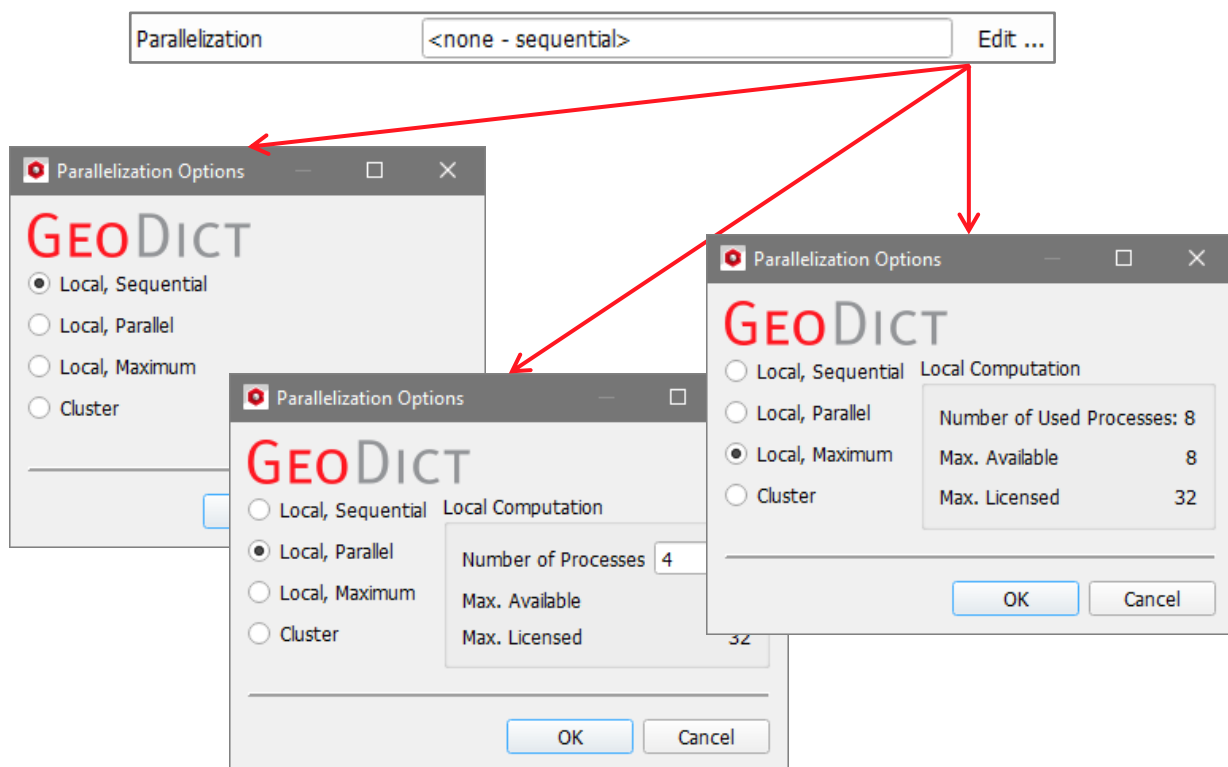 Parallelization <none - sequential> Edit ...
Parallelization Options
GEODICT
Local, Sequential
Local, Parallel
Local, Maximum
Cluster
Parallelization Options
GEODICT
Local, Sequential Local Computation
Local, Parallel Number of Processes 4
Local, Maximum Max. Available
Cluster Max. Licensed 32
OK Cancel
Parallelization Options
GEODICT
Local, Sequential Local Computation
Local, Parallel Number of Used Processes: 8
Local, Maximum Max. Available 8
Cluster Max. Licensed 32
OK Cancel